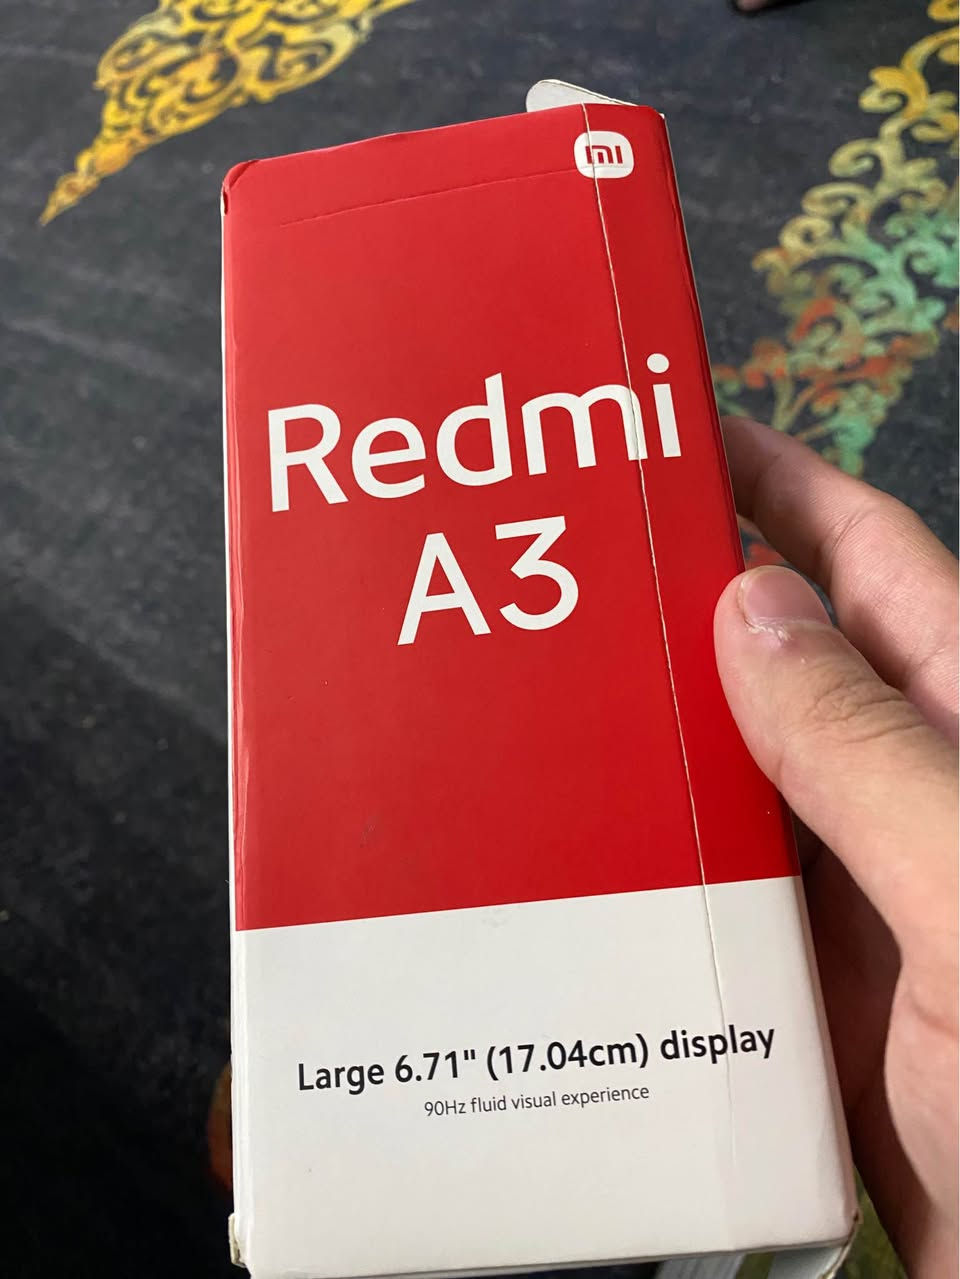 mi
Redmi
A3
Large 6.71" (17.04cm) display
90Hz fluid visual experience